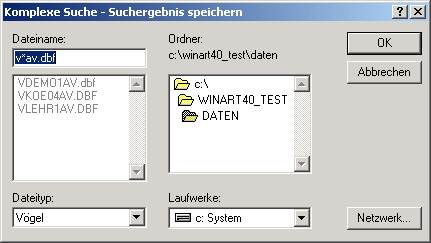 Komplexe Suche - Suchergebnis speichern
Dateiname:
v*av.dbf
VDEMO1AV.dbf
VKOE04AV.DBF
VLEHR1AV.DBF
Ordner:
c:\winart40_test\daten
c:\
WINART40_TEST
DATEN
OK
Abbrechen
Dateityp:
Vögel
Laufwerke:
c: System
Netzwerk...